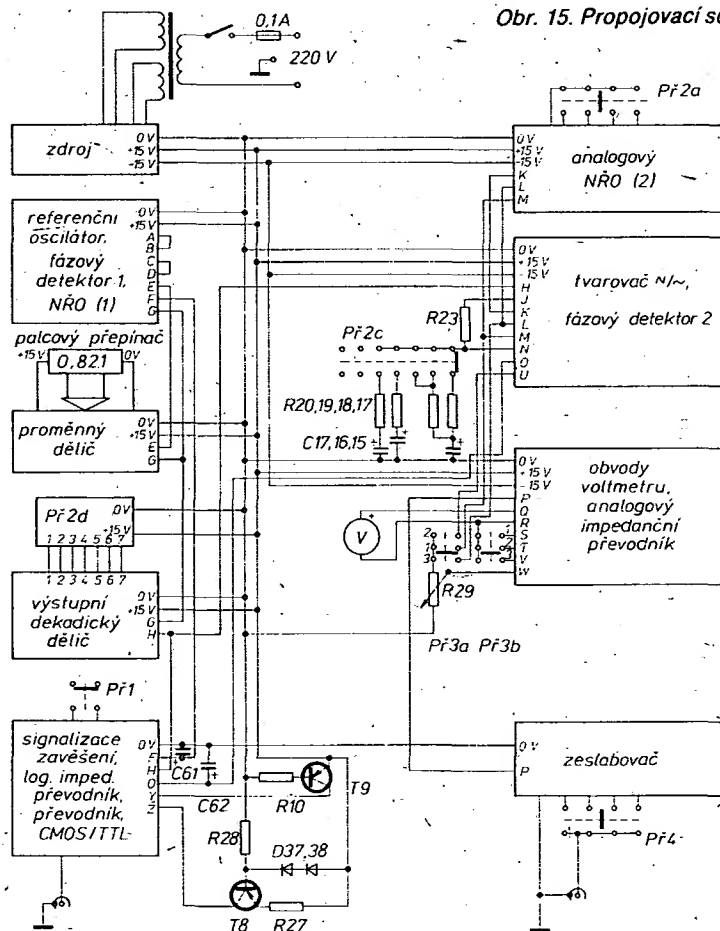 Obr. 15. Propojovací
0,1A
220 V
zdroj
0V
+15V
-15V
referenční
oscilátor,
fázový
detektor 1,
NŘO (1)
0V
+15V
A
B
C
D
E
F
G
palcový přepínač
+15V
0,821
0V
proměnný
dělič
0V
+15V
E
G
Př2d
0V
+15V
1 2 3 4 5 6 7
výstupní
dekadický
dělič
0V
+15V
G
H
Př1
signalizace
zavěšení,
log. imped.
převodník,
převodník,
CMOS/TTL
0V
F
H
O
Y
Z
C61
C62
R10
T9
R28
D37,38
T8
R27
Př2a
0V
+15V
-15V
K
L
M
analogový
NŘO (2)
0V
+15V
-15V
H
J
K
L
M
N
O
U
tvarovač N/~,
fázový detektor 2
R23
Př2c
R20,19,18,17
C17,16,15
0V
+15V
-15V
P
Q
R
S
T
V
W
obvody
voltmetru,
analogový
impedanční
převodník
V
2
1
3
1
2
3
R29
Př3a Př3b
0V
P
zeslabovač
Př4